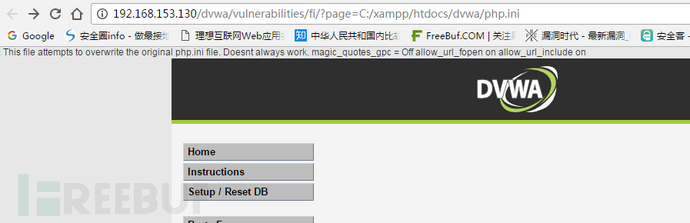 192.168.153.130/dvwa/vulnerabilities/fi/?page=C:/xampp/htdocs/dvwa/php.ini
Google 安全圈info - 做最接地 理想互联网Web应用 中华人民共和国内比较 FreeBuf.COM | 关注黑 漏洞时代 - 最新漏洞_ 安全客 -
This file attempts to overwrite the original php.ini file. Doesnt always work. magic_quotes_gpc = Off allow_url_fopen on allow_url_include on
DVWA
Home
Instructions
Setup / Reset DB
FREEBUF